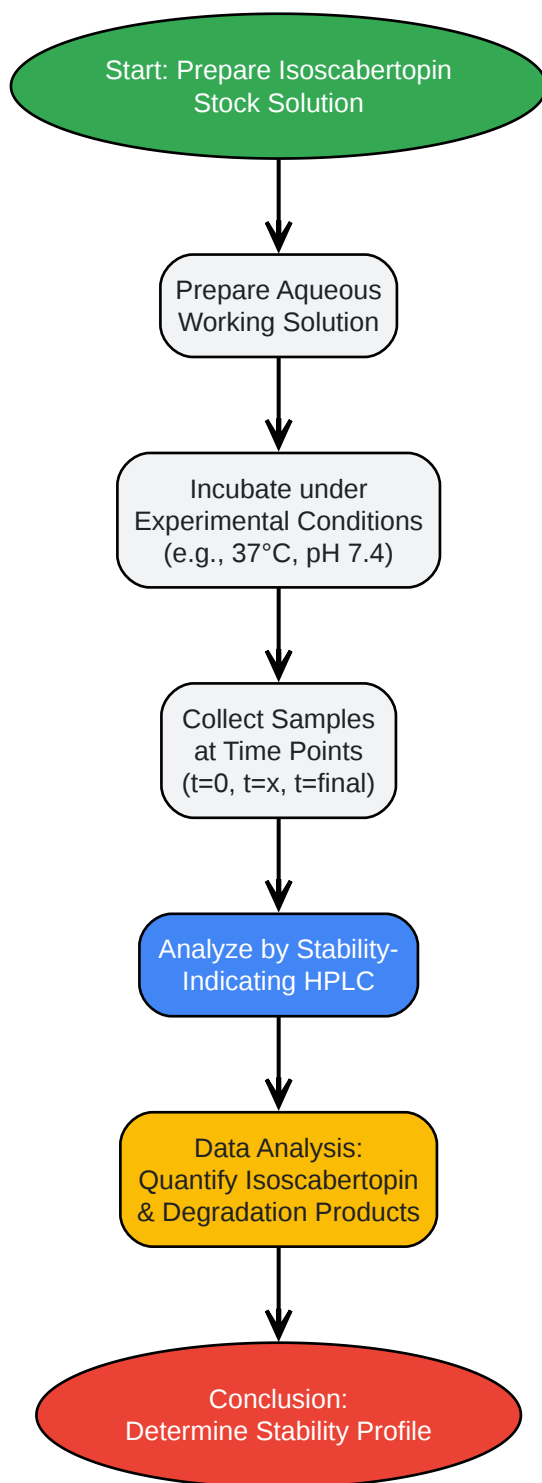 Start: Prepare Isoscabertopin
Stock Solution
Prepare Aqueous
Working Solution
Incubate under
Experimental Conditions
(e.g., 37°C, pH 7.4)
Collect Samples
at Time Points
(t=0, t=x, t=final)
Analyze by Stability-
Indicating HPLC
Data Analysis:
Quantify Isoscabertopin
& Degradation Products
Conclusion:
Determine Stability Profile